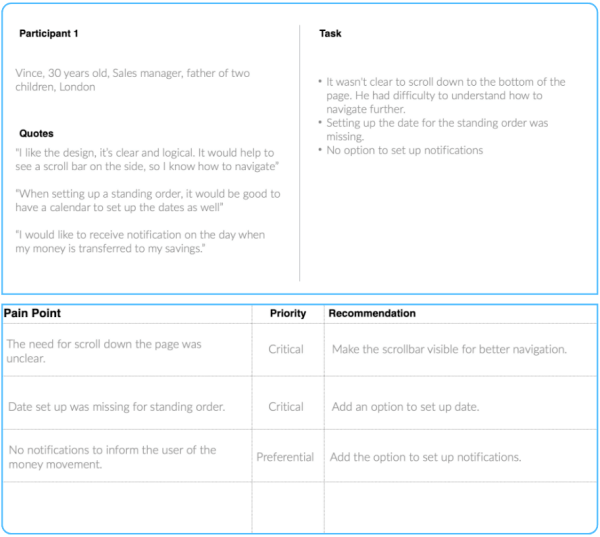 Participant 1
Vince, 30 years old, Sales manager, father of two
children, London
Quotes
“I like the design, it’s clear and logical. It would help to
see a scroll bar on the side, so I know how to navigate”
“When setting up a standing order, it would be good to
have a calendar to set up the dates as well”
“I would like to receive notification on the day when
my money is transferred to my savings.”
Task
• It wasn't clear to scroll down to the bottom of the
page. He had difficulty to understand how to
navigate further.
• Setting up the date for the standing order was
missing.
• No option to set up notifications
Pain Point Priority Recommendation
The need for scroll down the page was
unclear.
Critical
Make the scrollbar visible for better navigation.
Date set up was missing for standing order.
Critical
Add an option to set up date.
No notifications to inform the user of the
money movement.
Preferential
Add the option to set up notifications.